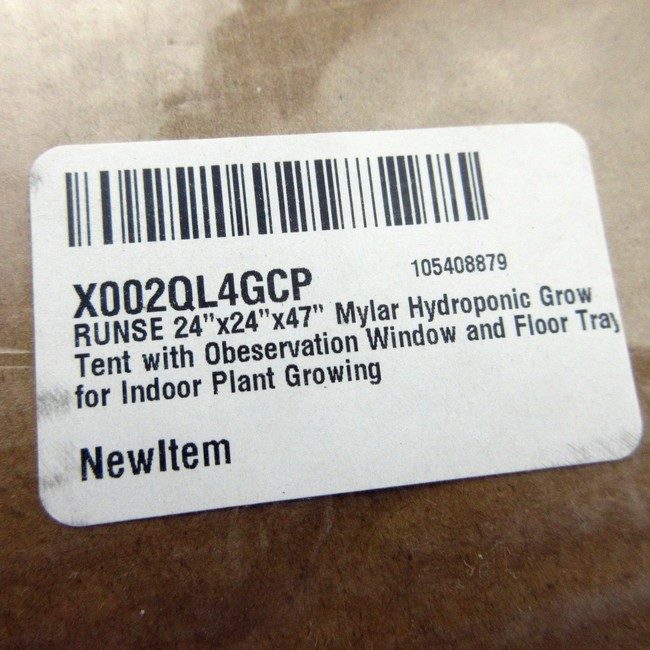 X002QL4GCP 105408879
RUNSE 24"x24"x47" Mylar Hydroponic Grow
Tent with Obeservation Window and Floor Tray
for Indoor Plant Growing
NewItem